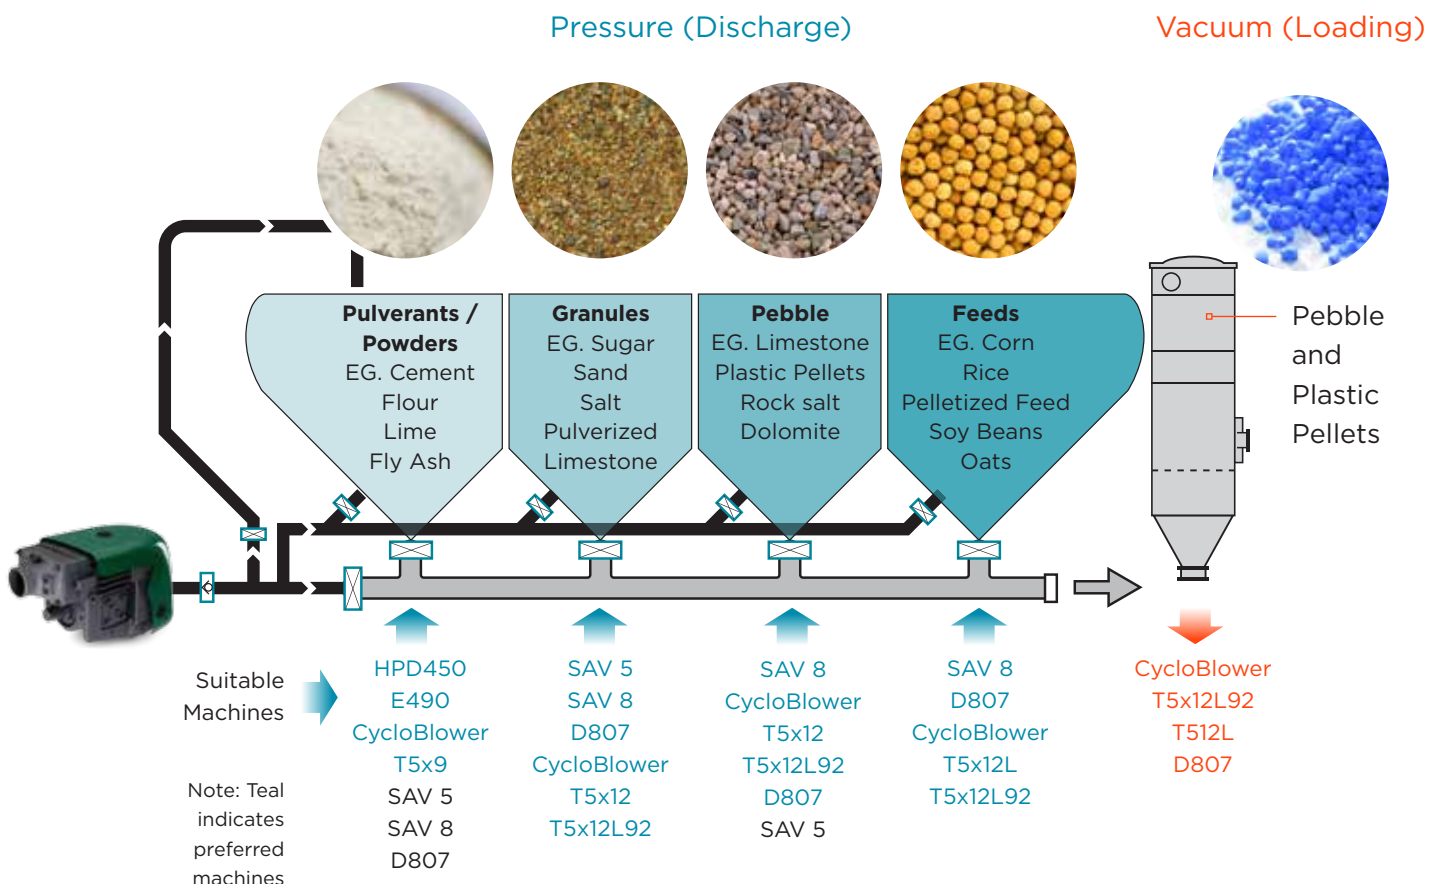 Pressure (Discharge)
Vacuum (Loading)
Pulverants /
Powders
EG. Cement
Flour
Lime
Fly Ash
Granules
EG. Sugar
Sand
Salt
Pulverized
Limestone
Pebble
EG. Limestone
Plastic Pellets
Rock salt
Dolomite
Feeds
EG. Corn
Rice
Pelletized Feed
Soy Beans
Oats
Pebble
and
Plastic
Pellets
Suitable
Machines
Note: Teal
indicates
preferred
machines
HPD450
E490
CycloBlower
T5x9
SAV 5
SAV 8
D807
SAV 5
SAV 8
D807
CycloBlower
T5x12
T5x12L92
SAV 8
CycloBlower
T5x12
T5x12L92
D807
SAV 5
SAV 8
D807
CycloBlower
T5x12L
T5x12L92
CycloBlower
T5x12L92
T512L
D807